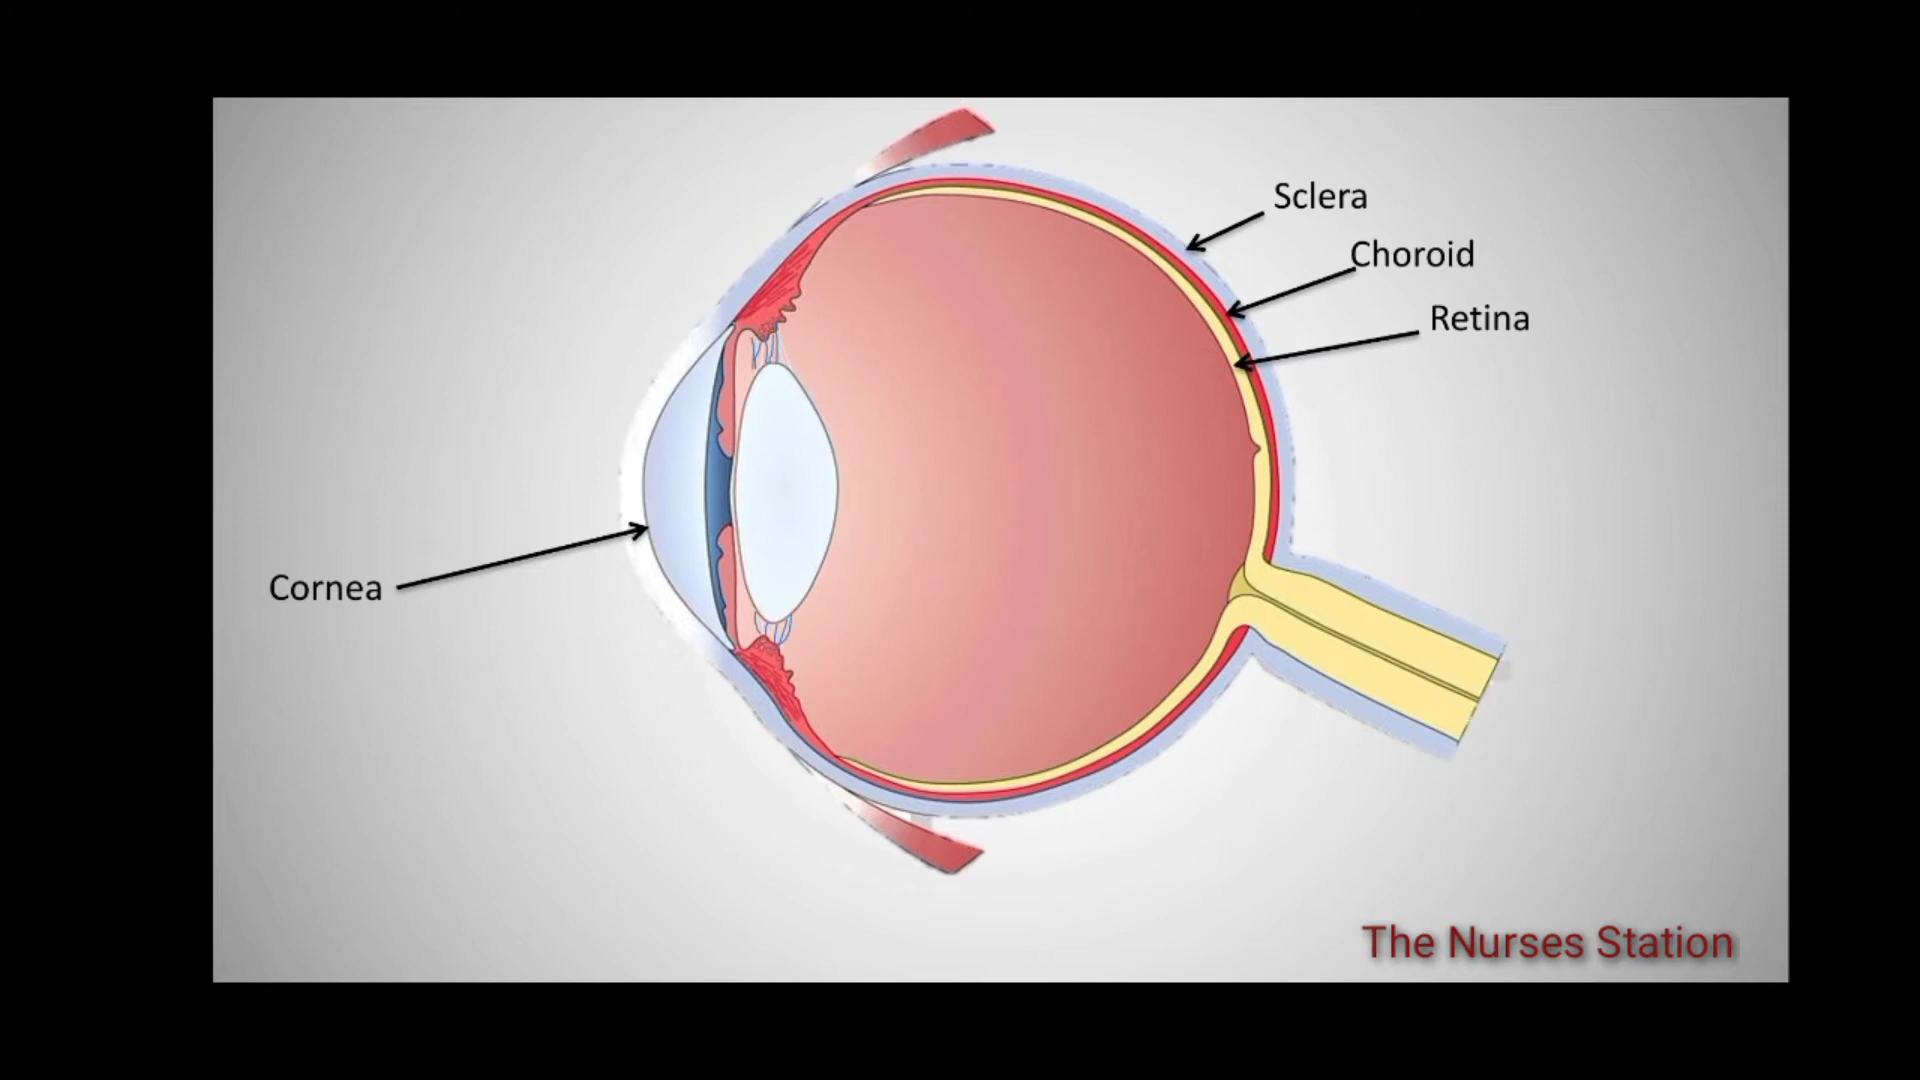 Sclera
Choroid
Retina
Cornea
The Nurses Station